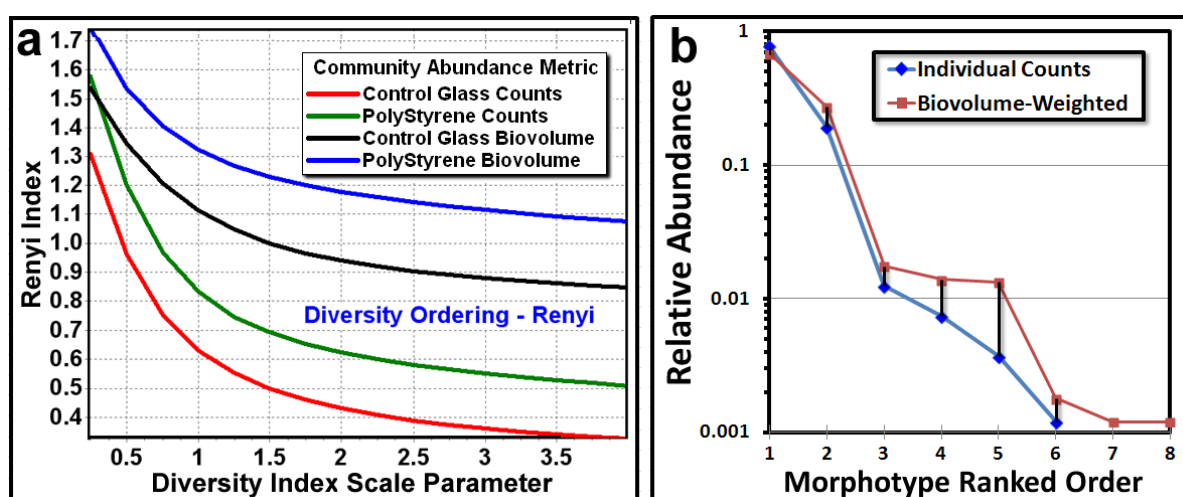 a
1.7
1.6
1.5
1.4
1.3
1.2
1.1
1.0
0.9
0.8
0.7
0.6
0.5
0.4
Renyi Index
Community Abundance Metric
Control Glass Counts
PolyStyrene Counts
Control Glass Biovolume
PolyStyrene Biovolume
Diversity Ordering - Renyi
0.5 1 1.5 2 2.5 3 3.5
Diversity Index Scale Parameter
b
1
0.1
0.01
0.001
Relative Abundance
Individual Counts
Biovolume-Weighted
1 2 3 4 5 6 7 8
Morphotype Ranked Order